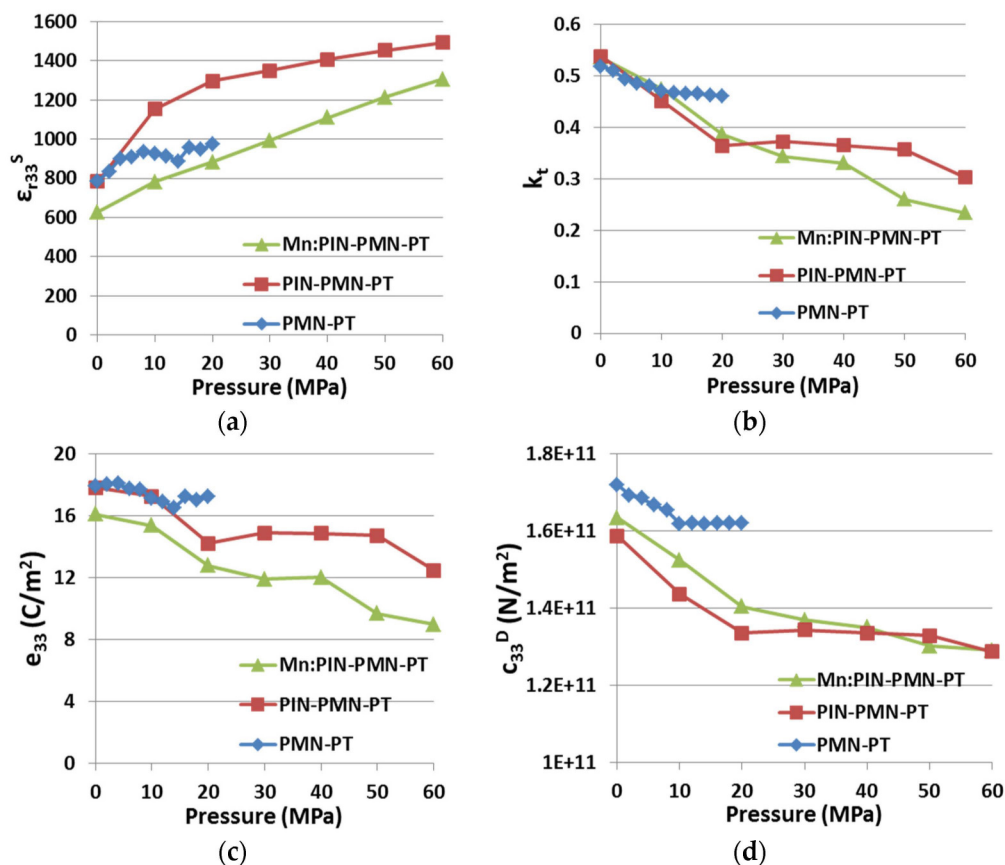 1600
1400
1200
1000
800
600
400
200
0
ε_r33^S
Mn:PIN-PMN-PT
PIN-PMN-PT
PMN-PT
0 10 20 30 40 50 60
Pressure (MPa)
(a)
0.6
0.5
0.4
0.3
0.2
0.1
0
k_t
Mn:PIN-PMN-PT
PIN-PMN-PT
PMN-PT
0 10 20 30 40 50 60
Pressure (MPa)
(b)
20
16
12
8
4
0
e_33 (C/m²)
Mn:PIN-PMN-PT
PIN-PMN-PT
PMN-PT
0 10 20 30 40 50 60
Pressure (MPa)
(c)
1.8E+11
1.6E+11
1.4E+11
1.2E+11
1E+11
c_33^D (N/m²)
Mn:PIN-PMN-PT
PIN-PMN-PT
PMN-PT
0 10 20 30 40 50 60
Pressure (MPa)
(d)